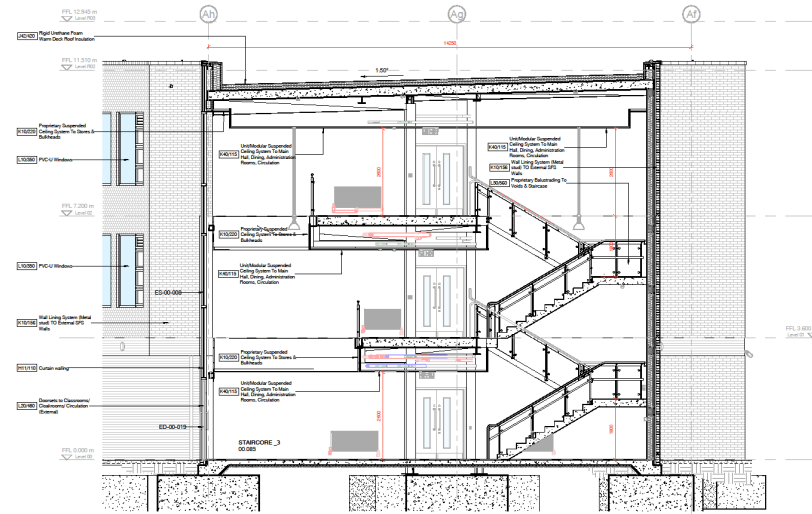 FFL 12.945 m
Level R03
Ah
Ag
Af
14250
J42/420
Rigid Urethane Foam
Warm Deck Roof Insulation
FFL 11.510 m
Level R02
1.50°
K10/220
Proprietary Suspended
Ceiling System To Stores &
Bulkheads
K40/115
Unit/Modular Suspended
Ceiling System To Main
Hall, Dining, Administration
Rooms, Circulation
K40/115
Unit/Modular Suspended
Ceiling System To Main
Hall, Dining, Administration
Rooms, Circulation
L10/350
PVC-U Windows
K10/156
Wall Lining System (Metal
stud) TO External SFS
Walls
L30/560
Proprietary Balustrading To
Voids & Staircase
FFL 7.200 m
Level 02
K10/220
Proprietary Suspended
Ceiling System To Stores &
Bulkheads
L10/350
PVC-U Windows
K40/115
Unit/Modular Suspended
Ceiling System To Main
Hall, Dining, Administration
Rooms, Circulation
ES-00-008
K10/156
Wall Lining System (Metal
stud) TO External SFS
Walls
FFL 3.600
Level 01
K10/220
Proprietary Suspended
Ceiling System To Stores &
Bulkheads
H11/110
Curtain walling
K40/115
Unit/Modular Suspended
Ceiling System To Main
Hall, Dining, Administration
Rooms, Circulation
L20/480
Doorsets to Classrooms/
Cloakrooms/ Circulation
(External)
ED-00-019
STAIRCORE_3
00.085
FFL 0.000 m
Level 00